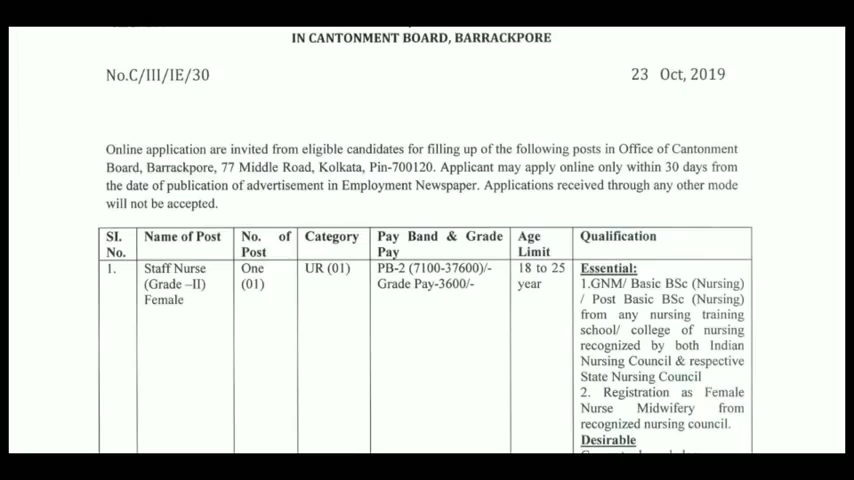 IN CANTONMENT BOARD, BARRACKPORE
No.C/III/IE/30
23 Oct, 2019
Online application are invited from eligible candidates for filling up of the following posts in Office of Cantonment
Board, Barrackpore, 77 Middle Road, Kolkata, Pin-700120. Applicant may apply online only within 30 days from
the date of publication of advertisement in Employment Newspaper. Applications received through any other mode
will not be accepted.
SI. No.
Name of Post
No. of Post
Category
Pay Band & Grade Pay
Age Limit
Qualification
1.
Staff Nurse
(Grade –II)
Female
One
(01)
UR (01)
PB-2 (7100-37600)/-
Grade Pay-3600/-
18 to 25
year
Essential:
1.GNM/ Basic BSc (Nursing)
/ Post Basic BSc (Nursing)
from any nursing training
school/ college of nursing
recognized by both Indian
Nursing Council & respective
State Nursing Council
2. Registration as Female
Nurse Midwifery from
recognized nursing council.
Desirable